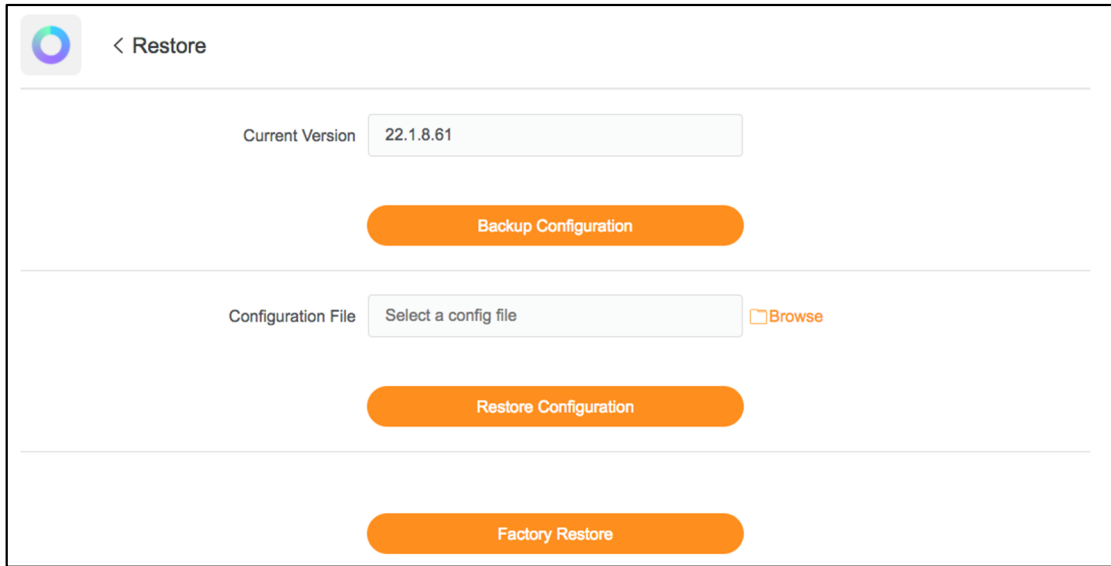 Restore
Current Version 22.1.8.61
Backup Configuration
Configuration File Select a config file Browse
Restore Configuration
Factory Restore